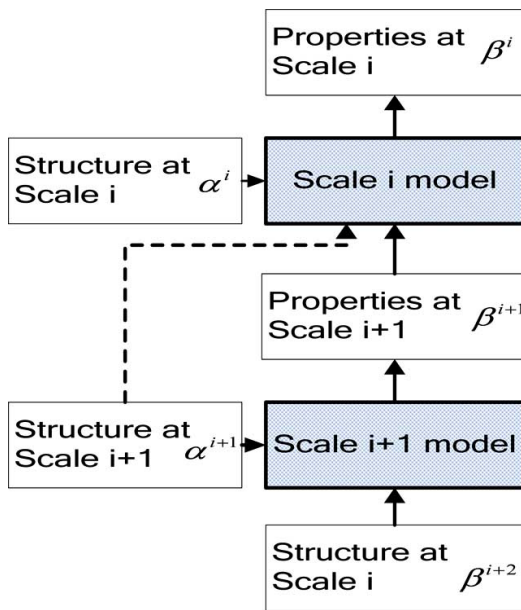 Properties at
Scale i β^i
Structure at
Scale i α^i
Scale i model
Properties at
Scale i+1 β^{i+1}
Structure at
Scale i+1 α^{i+1}
Scale i+1 model
Structure at
Scale i β^{i+2}